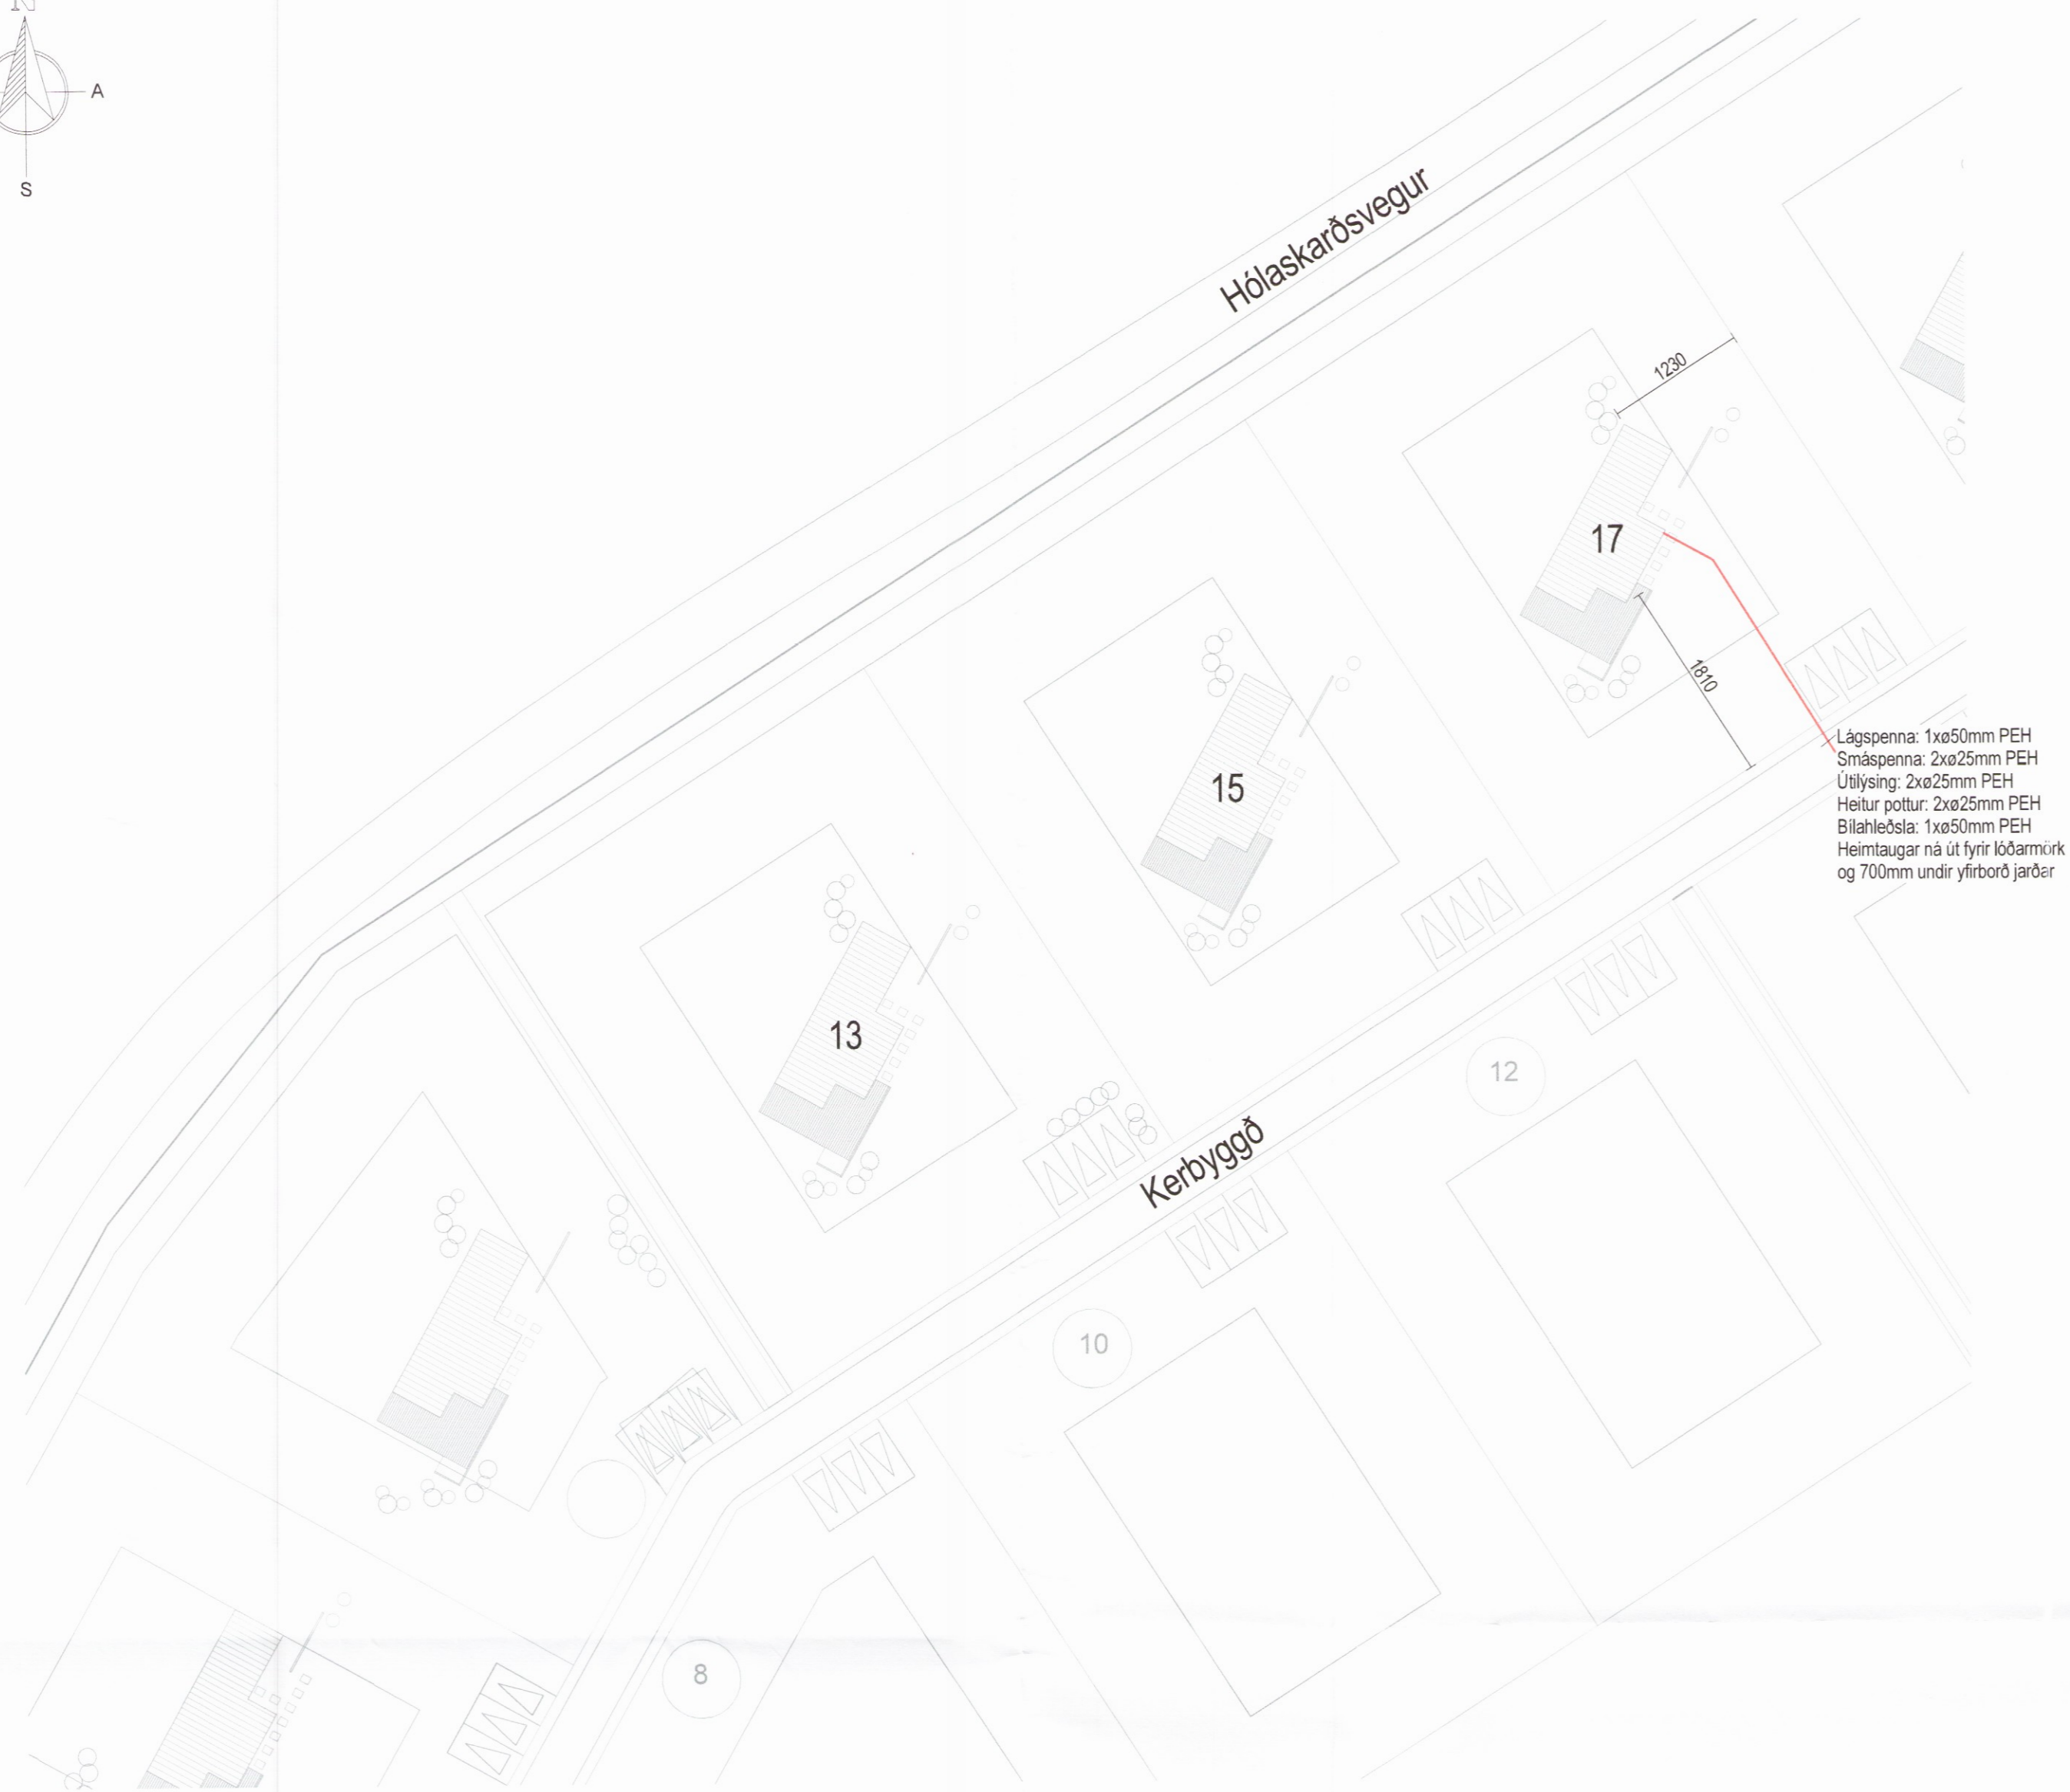 N
A
S
Hólaskarðsvegur
1230
17
1810
Lágspenna: 1xø50mm PEH
Smáspenna: 2xø25mm PEH
Útilýsing: 2xø25mm PEH
Heitur pottur: 2xø25mm PEH
Bílahleðsla: 1xø50mm PEH
Heimtaugar ná út fyrir lóðarmörk
og 700mm undir yfirborð jarðar
15
13
12
Kerbyggð
10
8